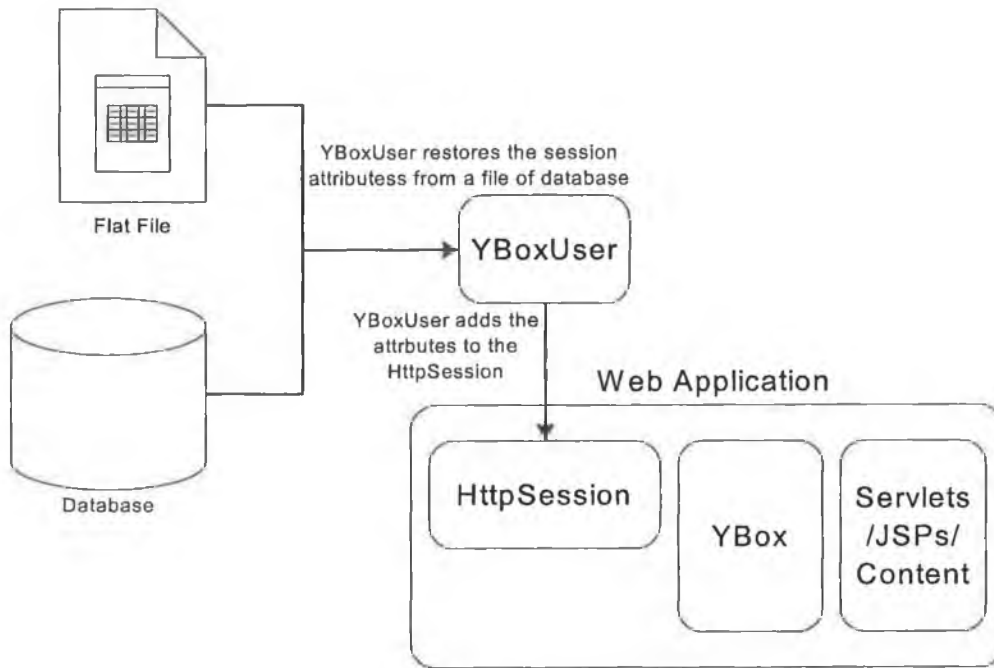 YBoxUser restores the session
attributess from a file of database
Flat File
YBoxUser
YBoxUser adds the
attrbutes to the
HttpSession
Web Application
HttpSession
YBox
Servlets
/JSPs/
Content
Database